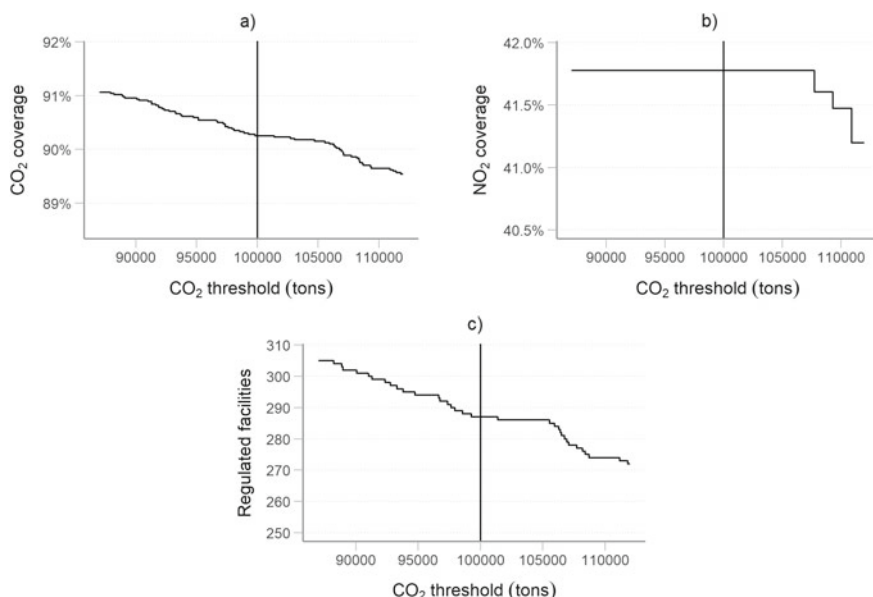 a)
92%
91%
90%
89%
CO₂ coverage
90000 95000 100000 105000 110000
CO₂ threshold (tons)
b)
42.0%
41.5%
41.0%
40.5%
NO₂ coverage
90000 95000 100000 105000 110000
CO₂ threshold (tons)
c)
310
300
290
280
270
260
250
Regulated facilities
90000 95000 100000 105000 110000
CO₂ threshold (tons)